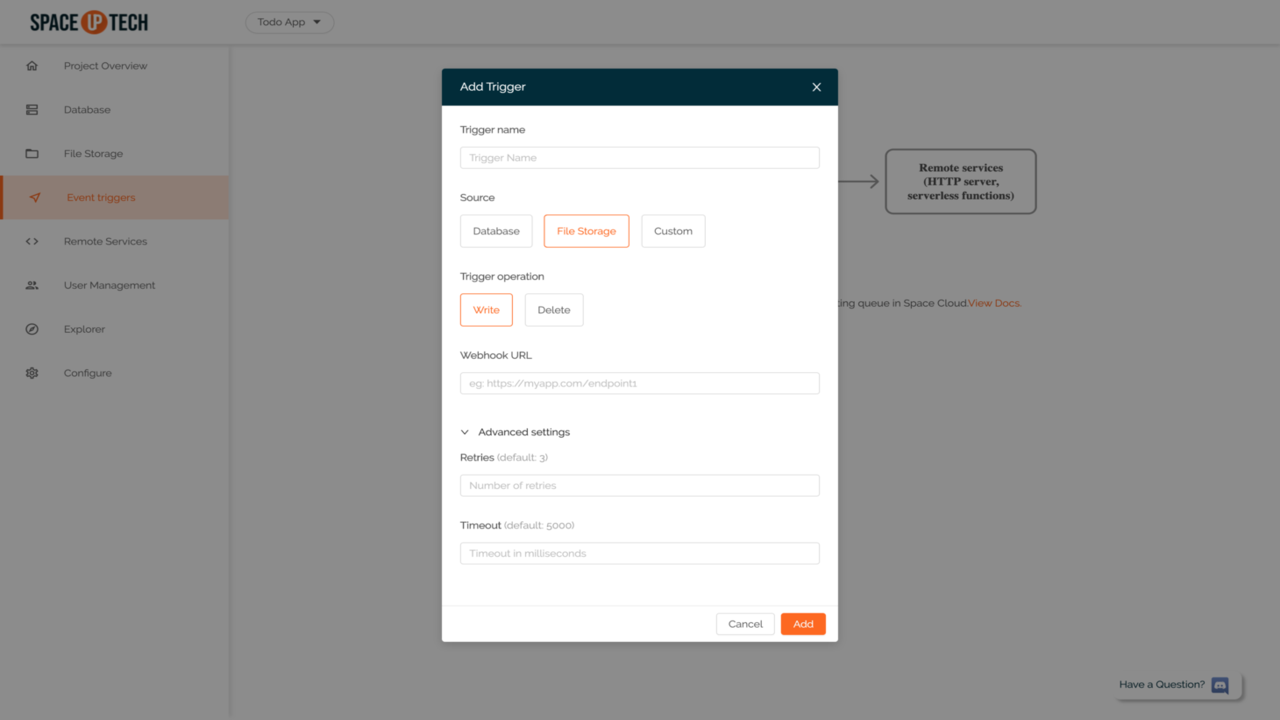 SPACE UP TECH
Todo App
Project Overview
Database
File Storage
Event triggers
Remote Services
User Management
Explorer
Configure
Add Trigger
Trigger name
Trigger Name
Source
Database
File Storage
Custom
Trigger operation
Write
Delete
Webhook URL
eg: https://myapp.com/endpoint1
Advanced settings
Retries (default: 3)
Number of retries
Timeout (default: 5000)
Timeout in milliseconds
Cancel
Add
Remote services
(HTTP server,
serverless functions)
queue in Space Cloud.View Docs.
Have a Question?